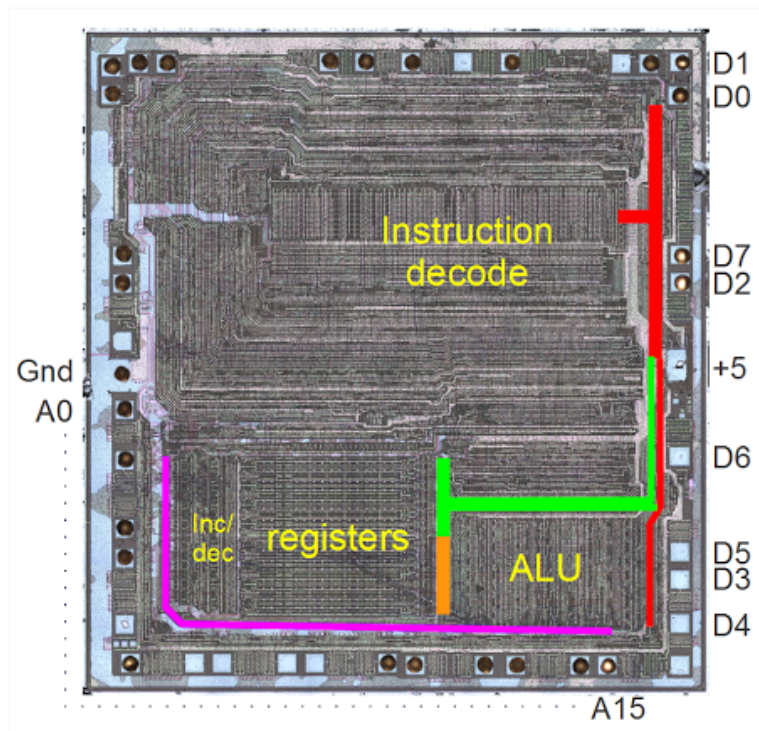 D1
D0
Instruction
decode
D7
D2
Gnd
+5
A0
D6
Inc/
dec
registers
ALU
D5
D3
D4
A15